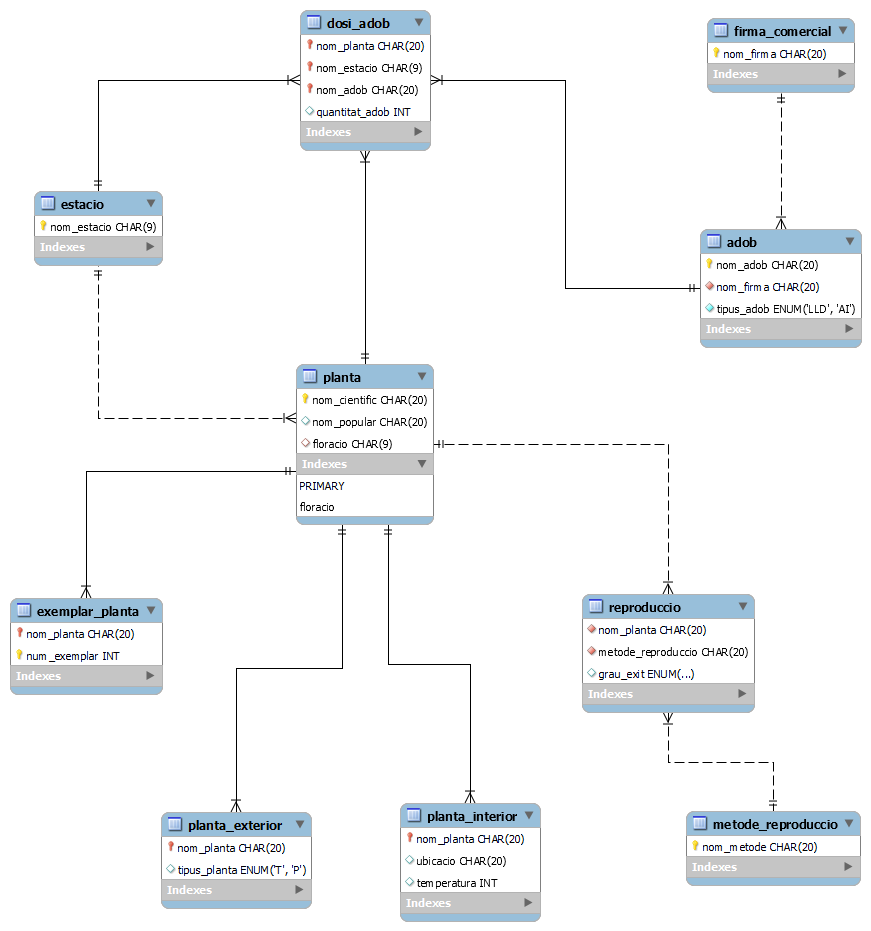 dosi_adob
nom_planta CHAR(20)
nom_estacio CHAR(9)
nom_adob CHAR(20)
quantitat_adob INT
Indexes
firma_comercial
nom_firma CHAR(20)
Indexes
estacio
nom_estacio CHAR(9)
Indexes
adob
nom_adob CHAR(20)
nom_firma CHAR(20)
tipus_adob ENUM('LLD', 'AI')
Indexes
planta
nom_cientific CHAR(20)
nom_popular CHAR(20)
floracio CHAR(9)
Indexes
PRIMARY
floracio
exemplar_planta
nom_planta CHAR(20)
num_exemplar INT
Indexes
reproduccio
nom_planta CHAR(20)
metode_reproduccio CHAR(20)
grau_exit ENUM(...)
Indexes
planta_exterior
nom_planta CHAR(20)
tipus_planta ENUM('T', 'P')
Indexes
planta_interior
nom_planta CHAR(20)
ubicacio CHAR(20)
temperatura INT
Indexes
metode_reproduccio
nom_metode CHAR(20)
Indexes